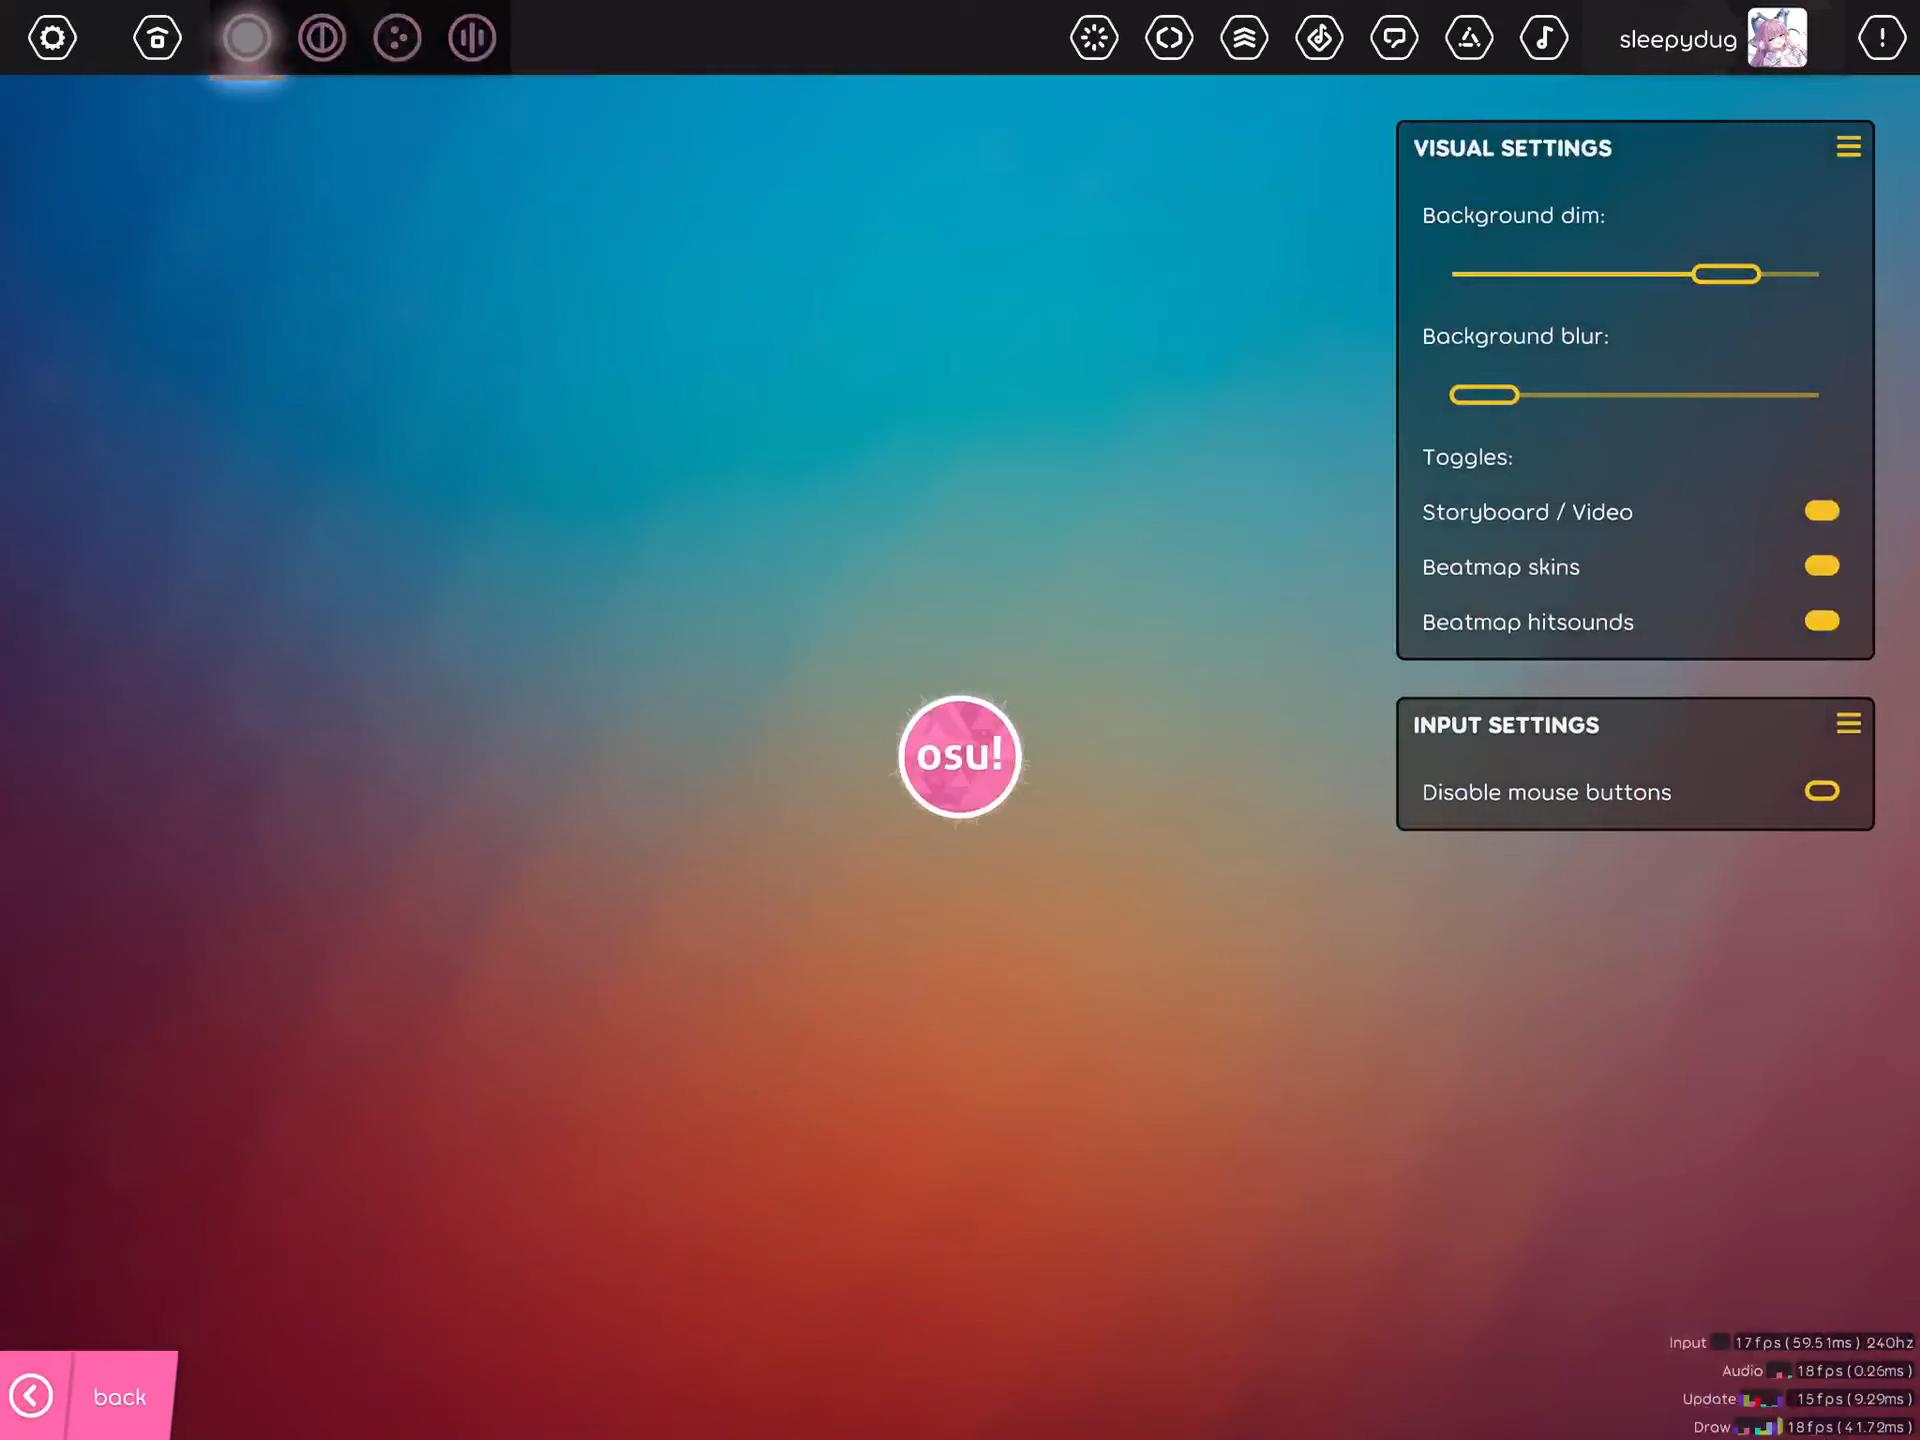 sleepydug
VISUAL SETTINGS
Background dim:
Background blur:
Toggles:
Storyboard / Video
Beatmap skins
Beatmap hitsounds
osu!
INPUT SETTINGS
Disable mouse buttons
back
Input 17fps(59.51ms) 240hz
Audio 18fps(0.26ms)
Update 15fps(9.29ms)
Draw 18fps(41.72ms)